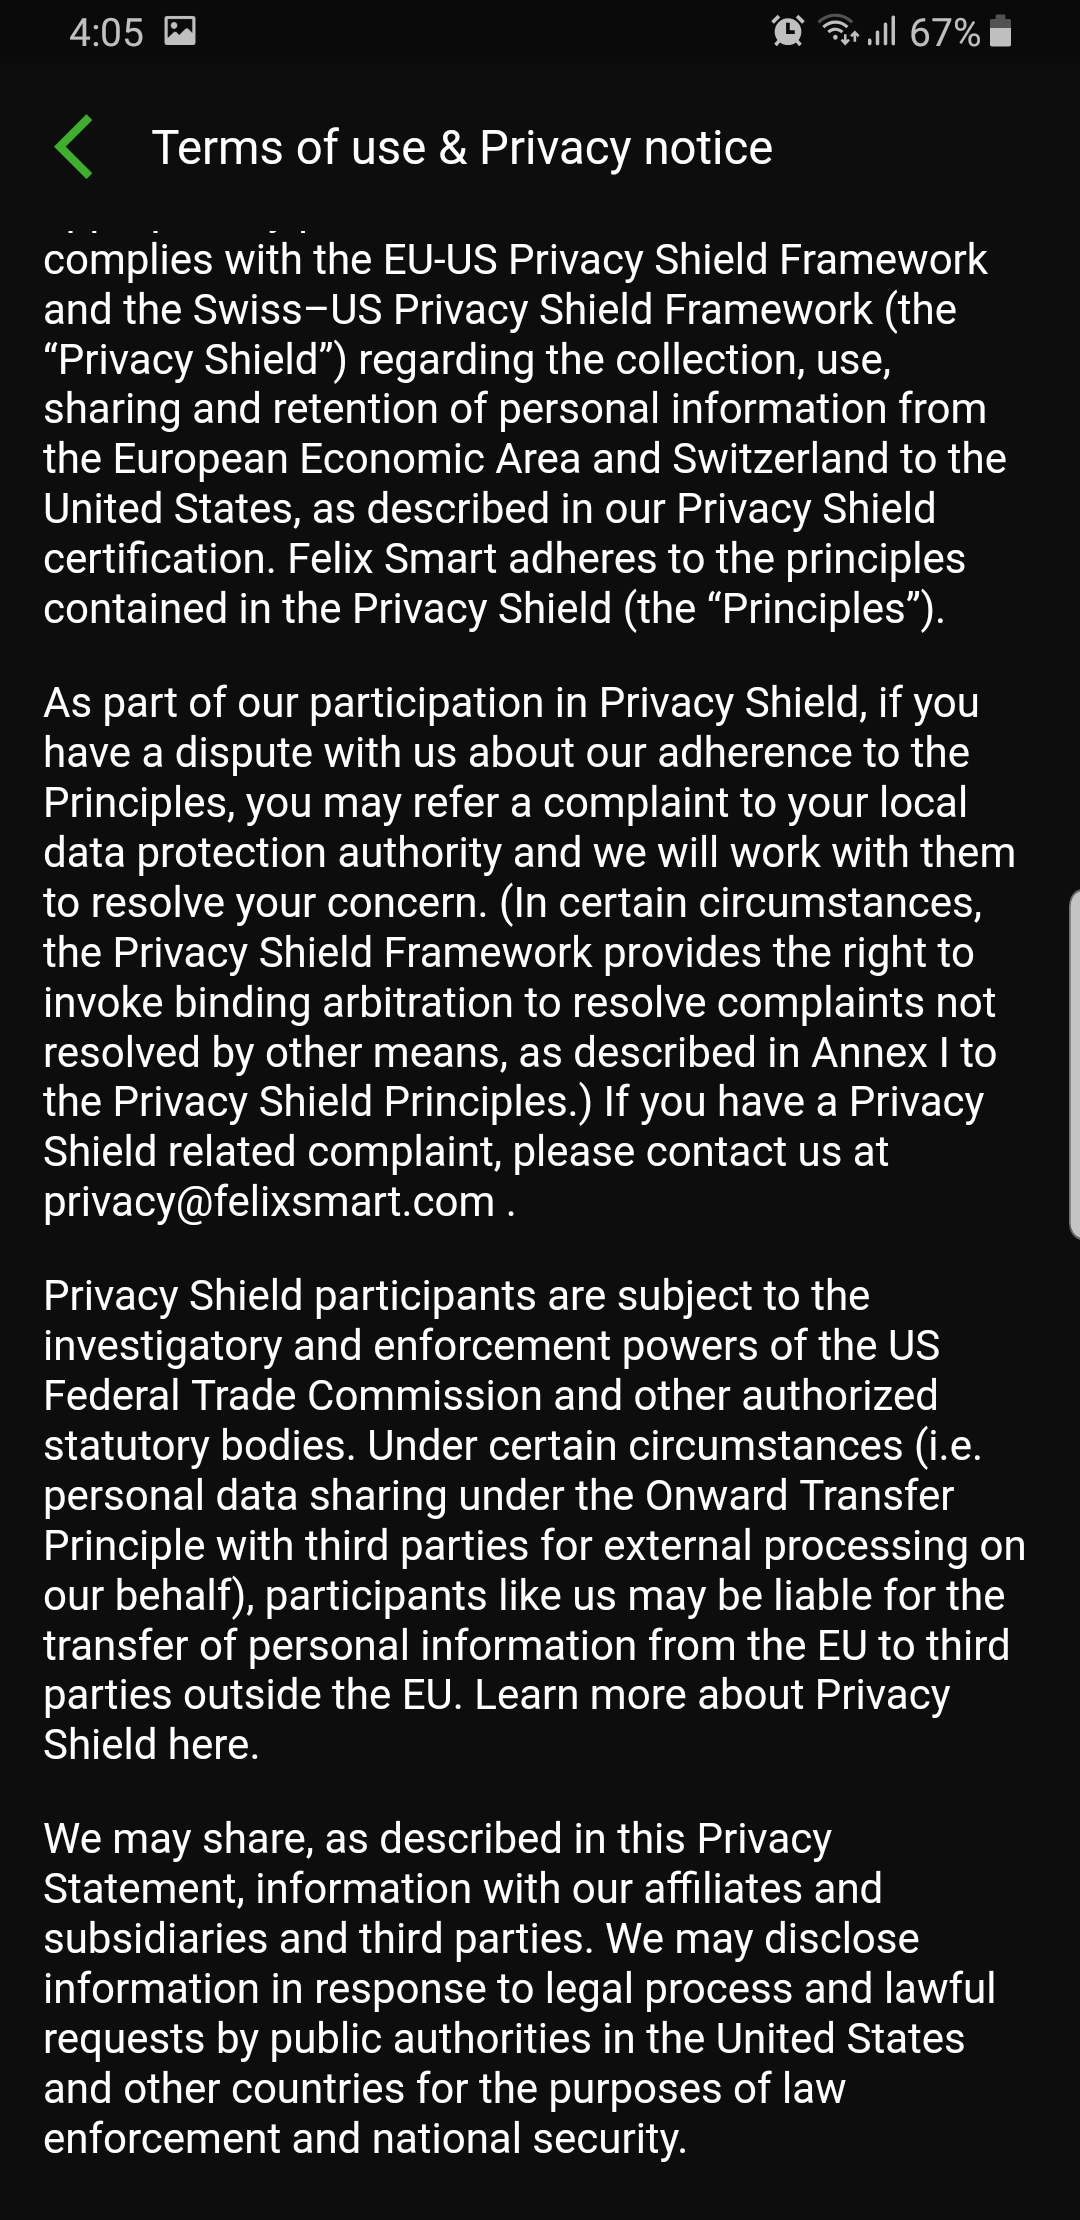 4:05
67%
Terms of use & Privacy notice
complies with the EU-US Privacy Shield Framework
and the Swiss–US Privacy Shield Framework (the
“Privacy Shield”) regarding the collection, use,
sharing and retention of personal information from
the European Economic Area and Switzerland to the
United States, as described in our Privacy Shield
certification. Felix Smart adheres to the principles
contained in the Privacy Shield (the “Principles”).
As part of our participation in Privacy Shield, if you
have a dispute with us about our adherence to the
Principles, you may refer a complaint to your local
data protection authority and we will work with them
to resolve your concern. (In certain circumstances,
the Privacy Shield Framework provides the right to
invoke binding arbitration to resolve complaints not
resolved by other means, as described in Annex I to
the Privacy Shield Principles.) If you have a Privacy
Shield related complaint, please contact us at
privacy@felixsmart.com .
Privacy Shield participants are subject to the
investigatory and enforcement powers of the US
Federal Trade Commission and other authorized
statutory bodies. Under certain circumstances (i.e.
personal data sharing under the Onward Transfer
Principle with third parties for external processing on
our behalf), participants like us may be liable for the
transfer of personal information from the EU to third
parties outside the EU. Learn more about Privacy
Shield here.
We may share, as described in this Privacy
Statement, information with our affiliates and
subsidiaries and third parties. We may disclose
information in response to legal process and lawful
requests by public authorities in the United States
and other countries for the purposes of law
enforcement and national security.